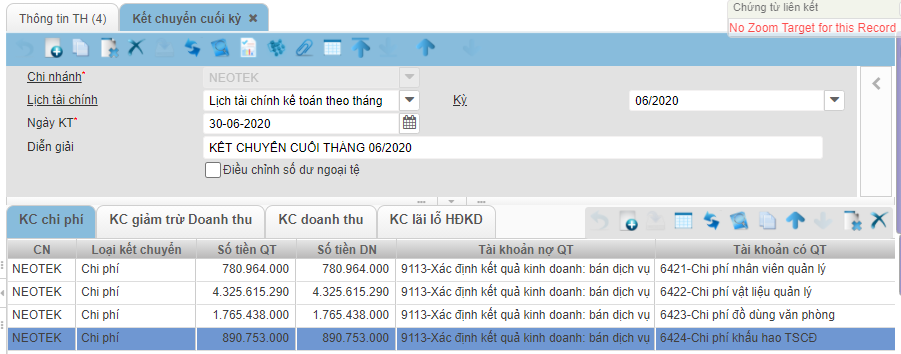 Thông tin TH (4)
Kết chuyển cuối kỳ
Chứng từ liên kết
No Zoom Target for this Record
Chi nhánh*
NEOTEK
Lịch tài chính
Lịch tài chính kế toán theo tháng
Kỳ
06/2020
Ngày KT*
30-06-2020
Diễn giải
KẾT CHUYỂN CUỐI THÁNG 06/2020
Điều chỉnh số dư ngoại tệ
KC chi phí
KC giảm trừ Doanh thu
KC doanh thu
KC lãi lỗ HĐKD
CN Loại kết chuyển Số tiền QT Số tiền DN Tài khoản nợ QT Tài khoản có QT
NEOTEK Chi phí 780.964.000 780.964.000 9113-Xác định kết quả kinh doanh: bán dịch vụ 6421-Chi phí nhân viên quản lý
NEOTEK Chi phí 4.325.615.290 4.325.615.290 9113-Xác định kết quả kinh doanh: bán dịch vụ 6422-Chi phí vật liệu quản lý
NEOTEK Chi phí 1.765.438.000 1.765.438.000 9113-Xác định kết quả kinh doanh: bán dịch vụ 6423-Chi phí đồ dùng văn phòng
NEOTEK Chi phí 890.753.000 890.753.000 9113-Xác định kết quả kinh doanh: bán dịch vụ 6424-Chi phí khấu hao TSCĐ